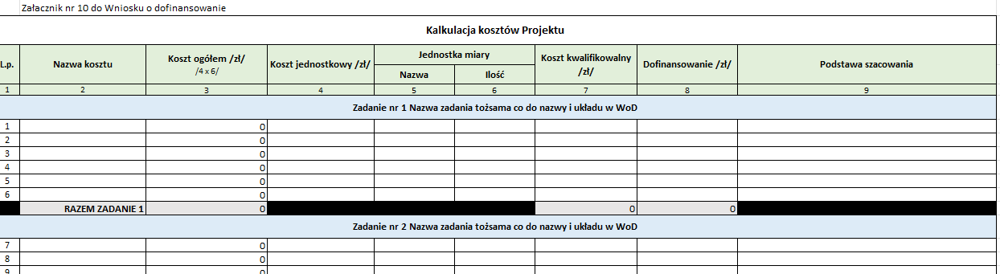 Załacznik nr 10 do Wniosku o dofinansowanie
Kalkulacja kosztów Projektu
L.p. Nazwa kosztu Koszt ogółem /zł/ /4 x 6/ Koszt jednostkowy /zł/ Jednostka miary Nazwa Ilość Koszt kwalifikowalny /zł/ Dofinansowanie /zł/ Podstawa szacowania
1 2 3 4 5 6 7 8 9
Zadanie nr 1 Nazwa zadania tożsama co do nazwy i układu w WoD
1 0
2 0
3 0
4 0
5 0
6 0
RAZEM ZADANIE 1 0 0 0
Zadanie nr 2 Nazwa zadania tożsama co do nazwy i układu w WoD
7 0
8 0
9 0